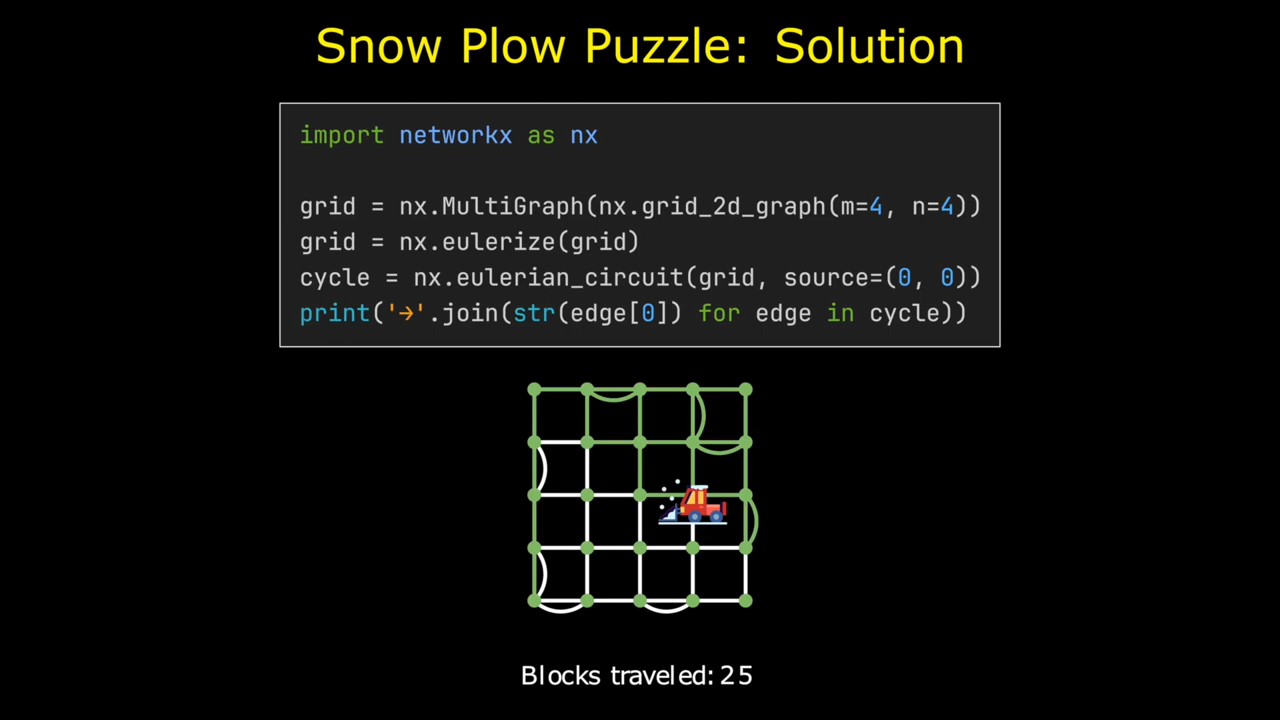 Snow Plow Puzzle: Solution
import networkx as nx
grid = nx.MultiGraph(nx.grid_2d_graph(m=4, n=4))
grid = nx.eulerize(grid)
cycle = nx.eulerian_circuit(grid, source=(0, 0))
print('→'.join(str(edge[0]) for edge in cycle))
Blocks traveled: 25